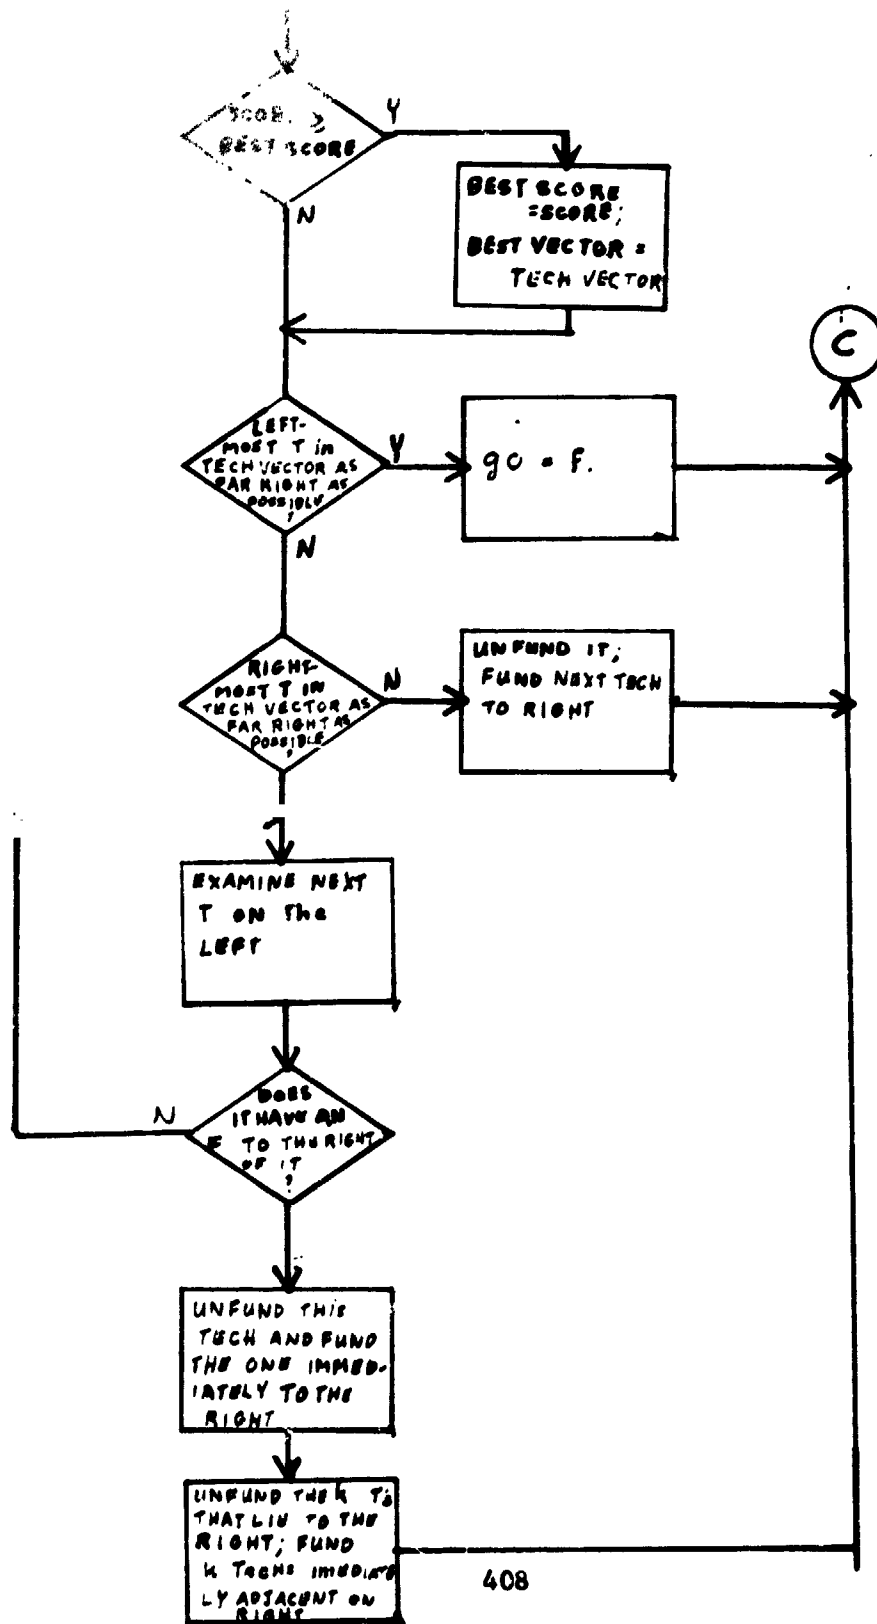 SCOR. ≥
BEST SCORE
Y
N
BEST SCORE
=SCORE;
BEST VECTOR =
TECH VECTOR
C
LEFT-
MOST T in
TECH VECTOR AS
FAR RIGHT AS
POSSIBLE
?
Y
N
go = F.
RIGHT-
MOST T IN
TECH VECTOR AS
FAR RIGHT AS
POSSIBLE
?
N
UNFUND IT;
FUND NEXT TECH
TO RIGHT
EXAMINE NEXT
T ON The
LEFT
DOES
IT HAVE AN
F TO THE RIGHT
OF IT
?
N
UNFUND THIS
TECH AND FUND
THE ONE IMMED-
IATELY TO THE
RIGHT
UNFUND THE k T's
THAT LIE TO THE
RIGHT; FUND
k TECHS IMEDIATE
LY ADJACENT ON
RIGHT
408